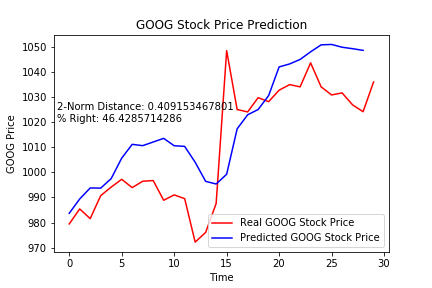 GOOG Stock Price Prediction
1050
1040
1030
1020
1010
1000
990
980
970
GOOG Price
2-Norm Distance: 0.409153467801
% Right: 46.4285714286
Real GOOG Stock Price
Predicted GOOG Stock Price
0 5 10 15 20 25 30
Time